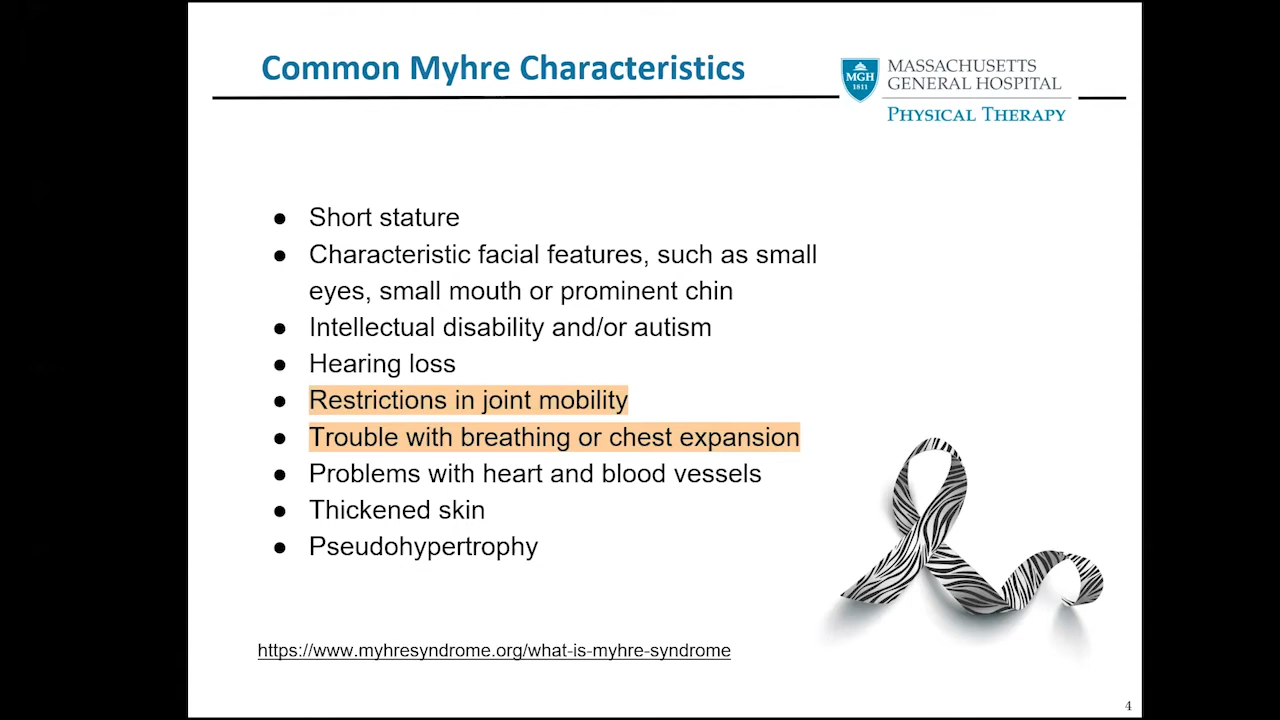 Common Myhre Characteristics
MGH
1811
MASSACHUSETTS
GENERAL HOSPITAL
PHYSICAL THERAPY
● Short stature
● Characteristic facial features, such as small
eyes, small mouth or prominent chin
● Intellectual disability and/or autism
● Hearing loss
● Restrictions in joint mobility
● Trouble with breathing or chest expansion
● Problems with heart and blood vessels
● Thickened skin
● Pseudohypertrophy
https://www.myhresyndrome.org/what-is-myhre-syndrome
4